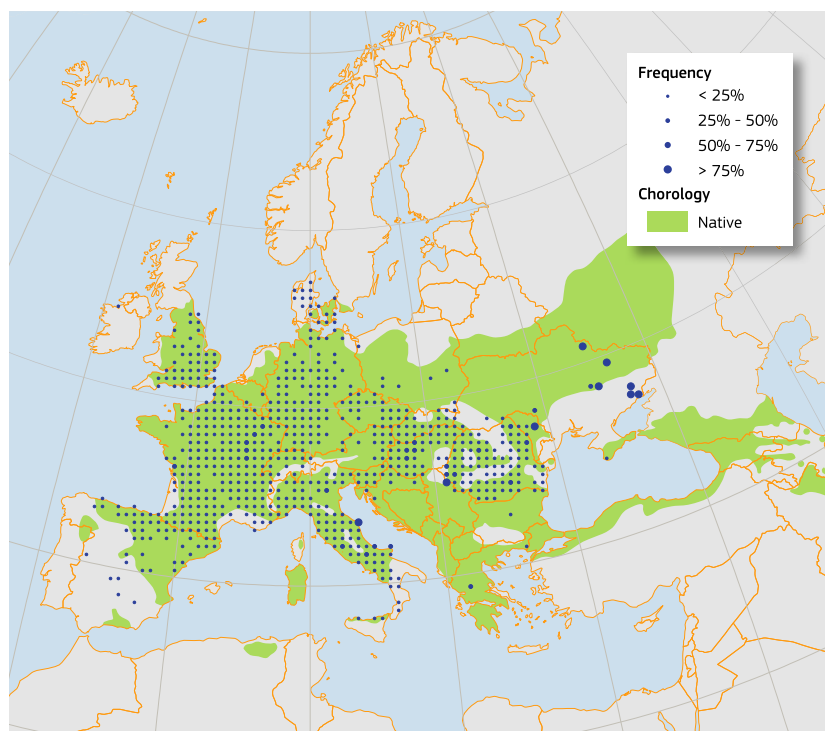 Frequency
< 25%
25% - 50%
50% - 75%
> 75%
Chorology
Native